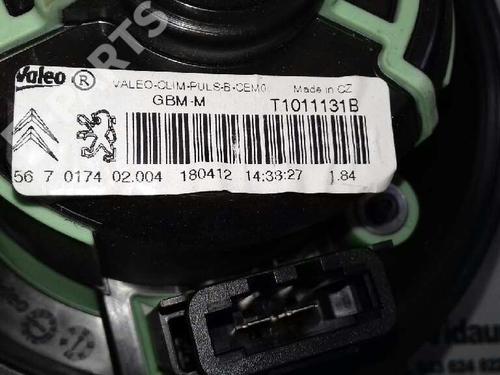 Valeo ® VALEO-CLIM-PULS-B-CEM0 Made in CZ
GBM-M T1011131B
56 7 0174 02.004 180412 14:38:27 1.84